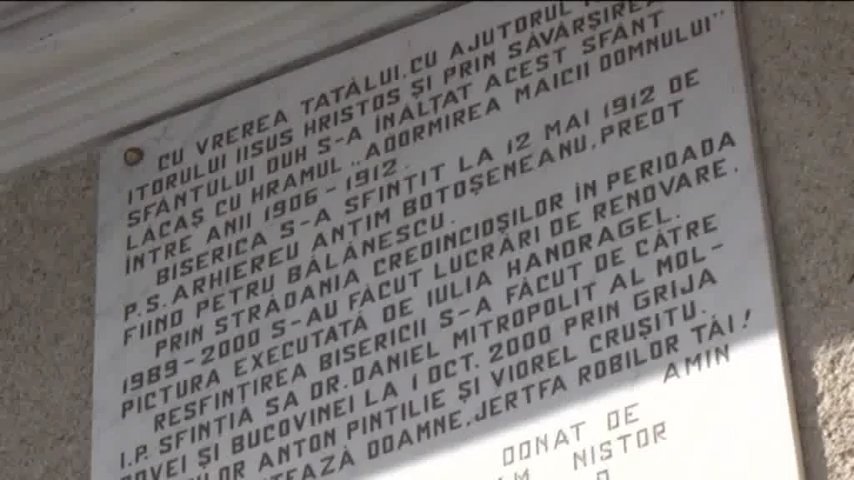 CU VREREA TATĂLUI, CU AJUTORUL
ITORULUI IISUS HRISTOS ȘI PRIN SĂVÂRȘIREA
SFÂNTULUI DUH S-A ÎNĂLȚAT ACEST SFÂNT
LĂCAȘ CU HRAMUL „ADORMIREA MAICII DOMNULUI”
ÎNTRE ANII 1906-1912.
BISERICA S-A SFINȚIT LA 12 MAI 1912 DE
P.S. ARHIEREU ANTIM BOTOȘENEANU, PREOT
FIIND PETRU BĂLĂNESCU.
PRIN STRĂDANIA CREDINCIOȘILOR ÎN PERIOADA
1989-2000 S-AU FĂCUT LUCRĂRI DE RENOVARE.
PICTURA EXECUTATĂ DE IULIA HANDRAGEL.
RESFINȚIREA BISERICII S-A FĂCUT DE CĂTRE
I.P. SFINȚIA SA DR. DANIEL MITROPOLIT AL MOL-
DOVEI ȘI BUCOVINEI LA 1 OCT. 2000 PRIN GRIJA
ANTON PINTILIE ȘI VIOREL CRUȘITU.
DOAMNE, JERTFA ROBILOR TĂI!
AMIN
DONAT DE
NISTOR